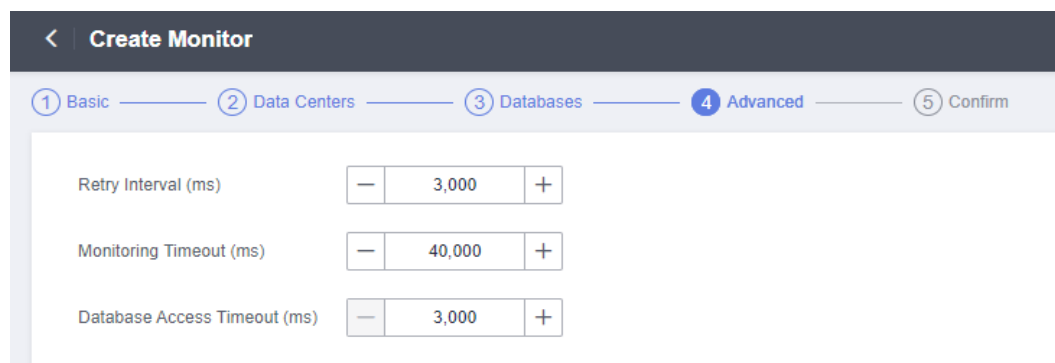 Create Monitor
1 Basic 2 Data Centers 3 Databases 4 Advanced 5 Confirm
Retry Interval (ms) — 3,000 +
Monitoring Timeout (ms) — 40,000 +
Database Access Timeout (ms) — 3,000 +